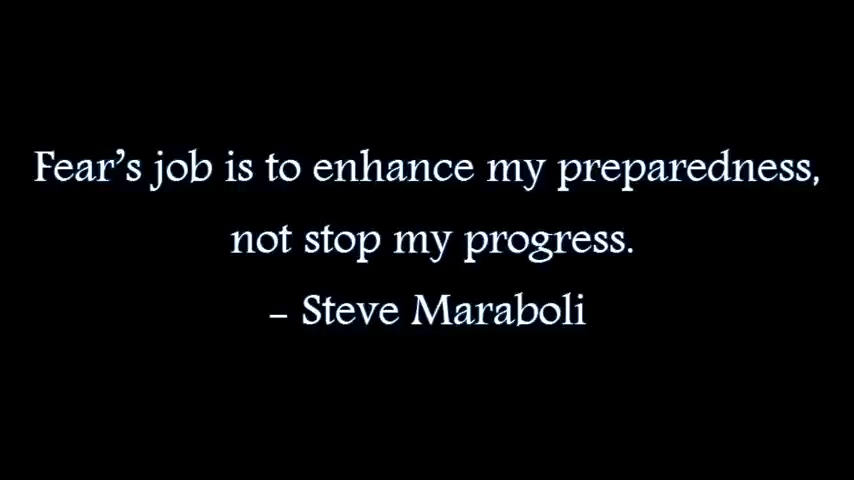 Fear’s job is to enhance my preparedness,
not stop my progress.
– Steve Maraboli